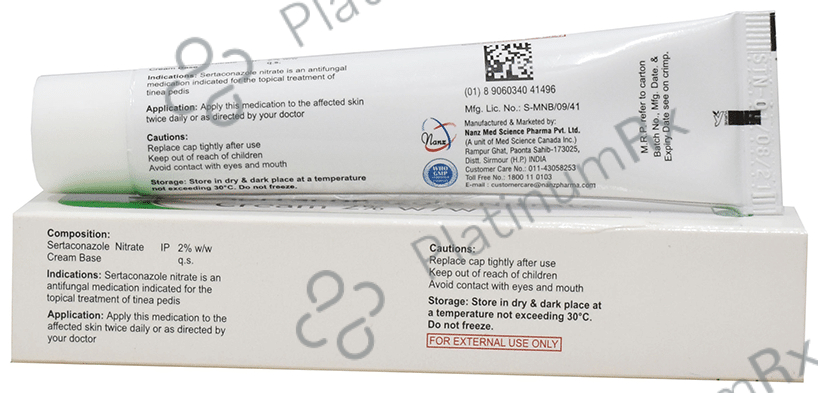 Cream Base q.s.
Indications: Sertaconazole nitrate is an antifungal
medication indicated for the topical treatment of
tinea pedis
Application: Apply this medication to the affected skin
twice daily or as directed by your doctor
Cautions:
Replace cap tightly after use
Keep out of reach of children
Avoid contact with eyes and mouth
Storage: Store in dry & dark place at a temperature
not exceeding 30°C. Do not freeze.
(01) 8 9060340 41496
Mfg. Lic. No.: S-MNB/09/41
Manufactured & Marketed by:
Nanz Med Science Pharma Pvt. Ltd.
(A unit of Med Science Canada Inc.)
Rampur Ghat, Paonta Sahib-173025,
Distt. Sirmour (H.P.) INDIA
Customer Care No.: 011-43058253
Toll Free No.: 1800 11 0103
E-mail : customercare@nanzpharma.com
Nanz
WHO
GMP
M.R.P. refer to carton
Batch No., Mfg. Date. &
Expiry Date see on crimp.
Cream 2% w/w
Composition:
Sertaconazole Nitrate IP 2% w/w
Cream Base q.s.
Indications: Sertaconazole nitrate is an
antifungal medication indicated for the
topical treatment of tinea pedis
Application: Apply this medication to the
affected skin twice daily or as directed by
your doctor
Cautions:
Replace cap tightly after use
Keep out of reach of children
Avoid contact with eyes and mouth
Storage: Store in dry & dark place at
a temperature not exceeding 30°C.
Do not freeze.
FOR EXTERNAL USE ONLY
PlatinumRx
PlatinumRx